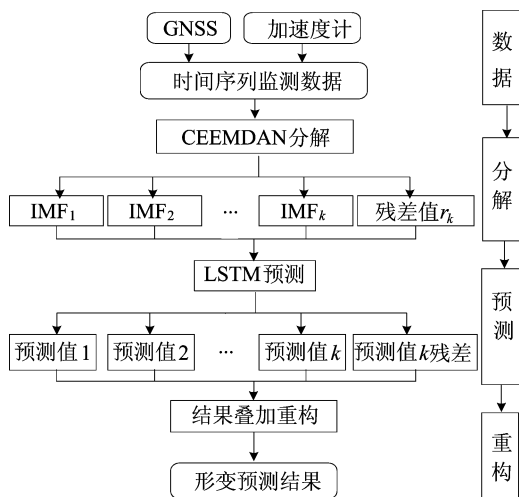 GNSS 加速度计
时间序列监测数据
CEEMDAN分解
IMF₁ IMF₂ ··· IMFₖ 残差值rₖ
LSTM预测
预测值1 预测值2 ··· 预测值k 预测值k残差
结果叠加重构
形变预测结果
数据
分解
预测
重构